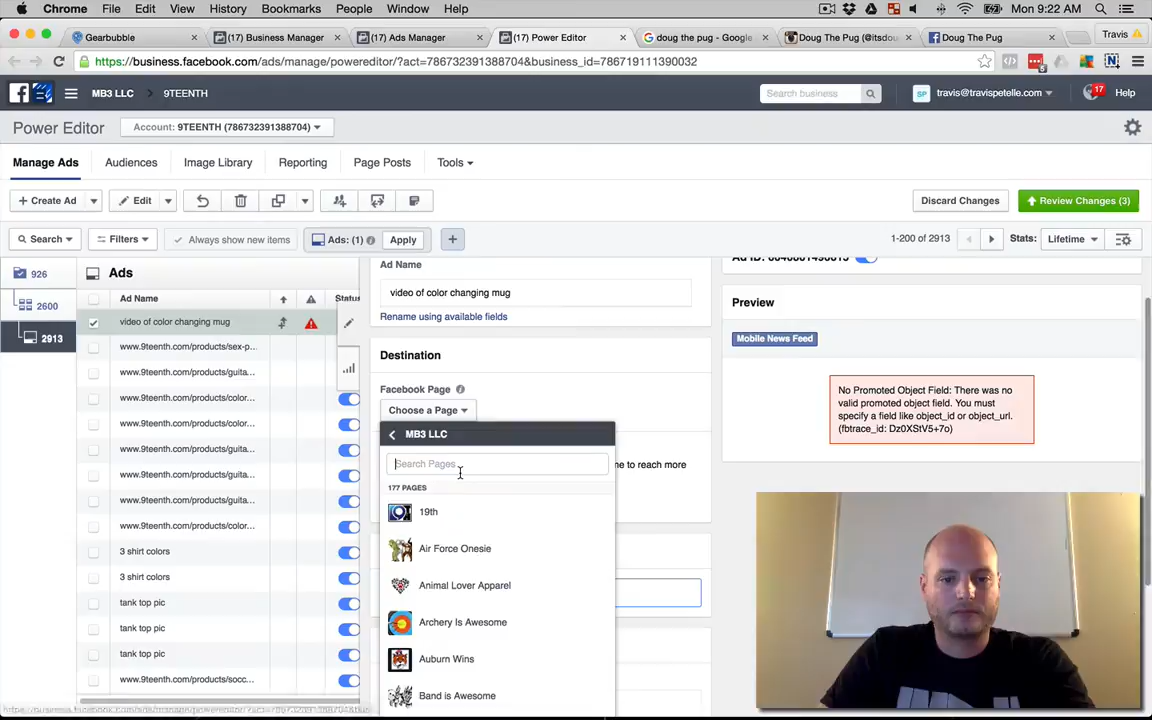 Chrome File Edit View History Bookmarks People Window Help Mon 9:22 AM
Gearbubble (17) Business Manager (17) Ads Manager (17) Power Editor doug the pug - Google Doug The Pug (@itsdou Doug The Pug Travis
https://business.facebook.com/ads/manage/powereditor/?act=786732391388704&business_id=786719111390032
MB3 LLC > 9TEENTH Search business SP travis@travispetelle.com 17 Help
Power Editor Account: 9TEENTH (786732391388704)
Manage Ads Audiences Image Library Reporting Page Posts Tools
+ Create Ad Edit Discard Changes Review Changes (3)
Search Filters Always show new items Ads: (1) Apply + 1-200 of 2913 Stats: Lifetime
926
2600
2913
Ads
Ad Name Status
video of color changing mug
www.9teenth.com/products/sex-p...
www.9teenth.com/products/guita...
www.9teenth.com/products/color...
www.9teenth.com/products/color...
www.9teenth.com/products/guita...
www.9teenth.com/products/guita...
www.9teenth.com/products/guita...
www.9teenth.com/products/color...
3 shirt colors
3 shirt colors
tank top pic
tank top pic
tank top pic
www.9teenth.com/products/socc...
Ad Name
video of color changing mug
Rename using available fields
Destination
Facebook Page
Choose a Page
MB3 LLC
Search Pages
177 PAGES
19th
Air Force Onesie
Animal Lover Apparel
Archery Is Awesome
Auburn Wins
Band is Awesome
me to reach more
Preview
Mobile News Feed
No Promoted Object Field: There was no
valid promoted object field. You must
specify a field like object_id or object_url.
(fbtrace_id: Dz0XStV5+7o)